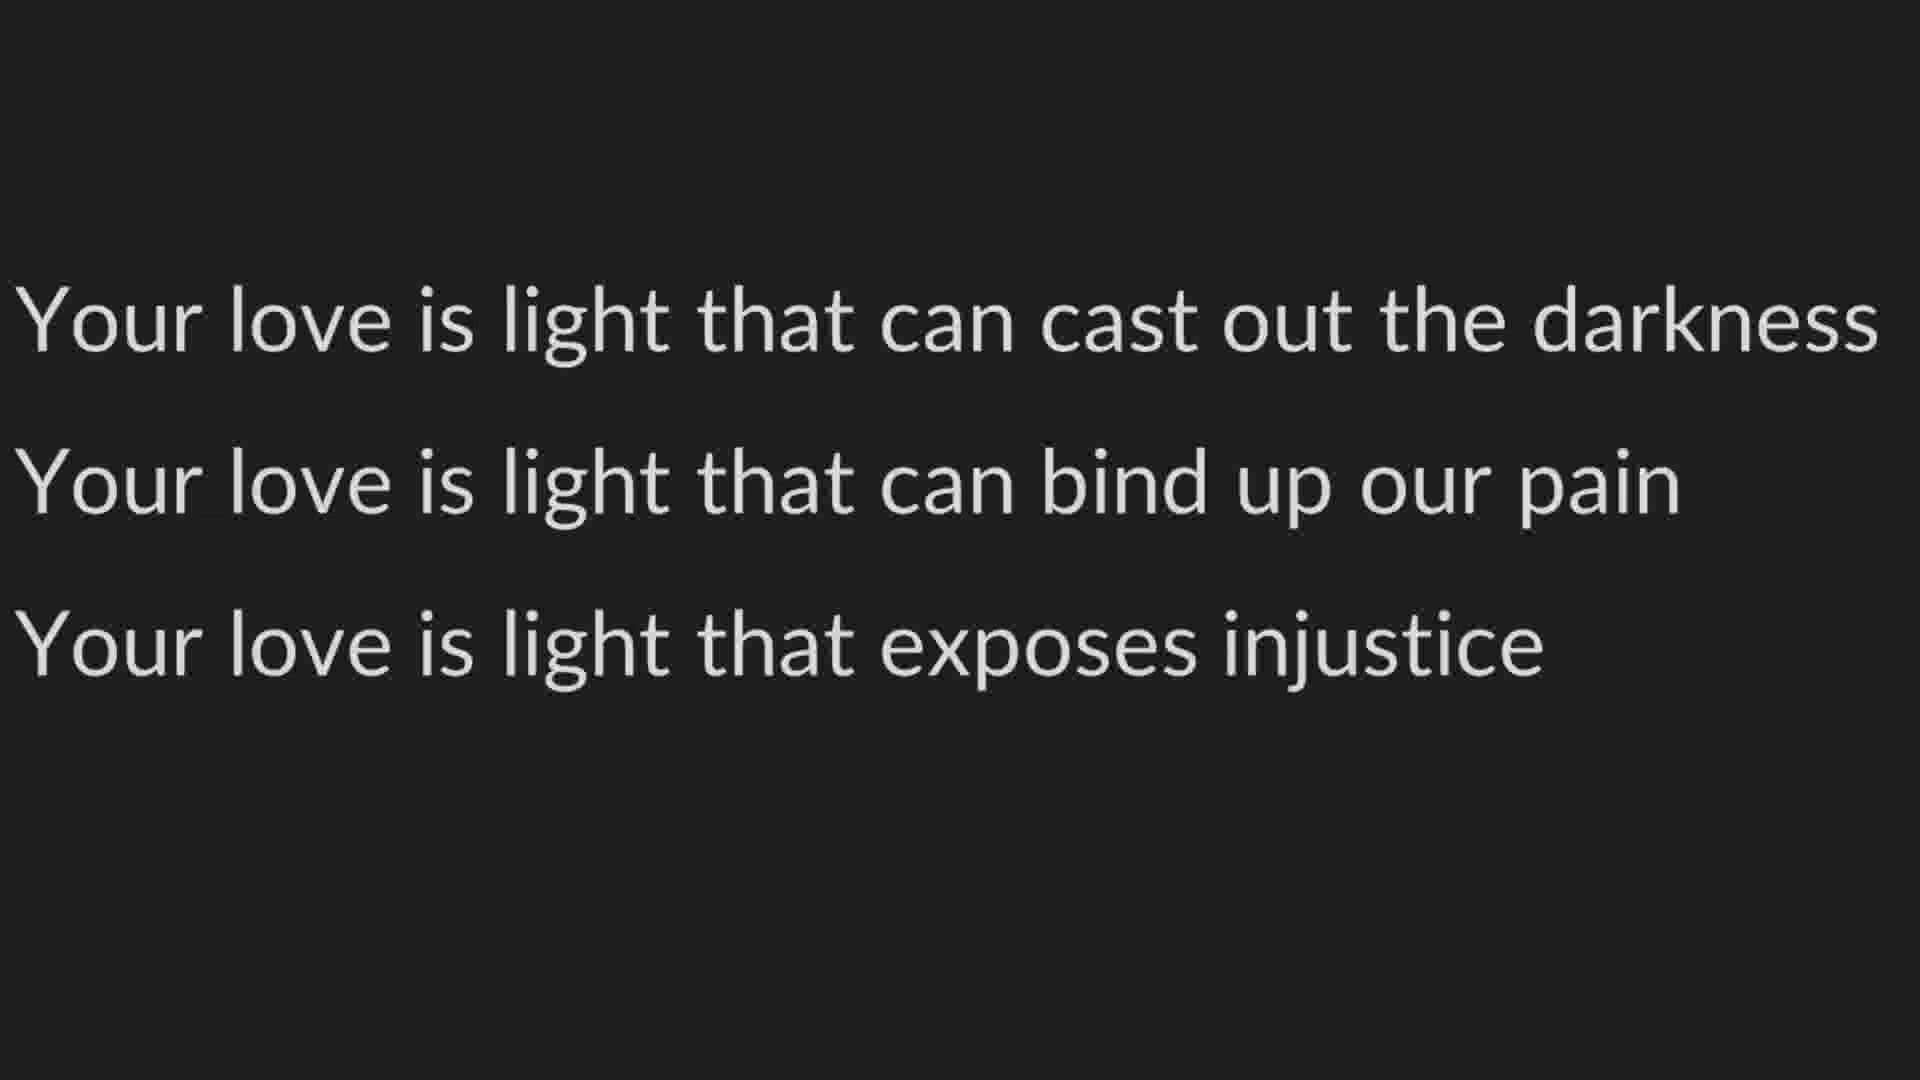 Your love is light that can cast out the darkness
Your love is light that can bind up our pain
Your love is light that exposes injustice